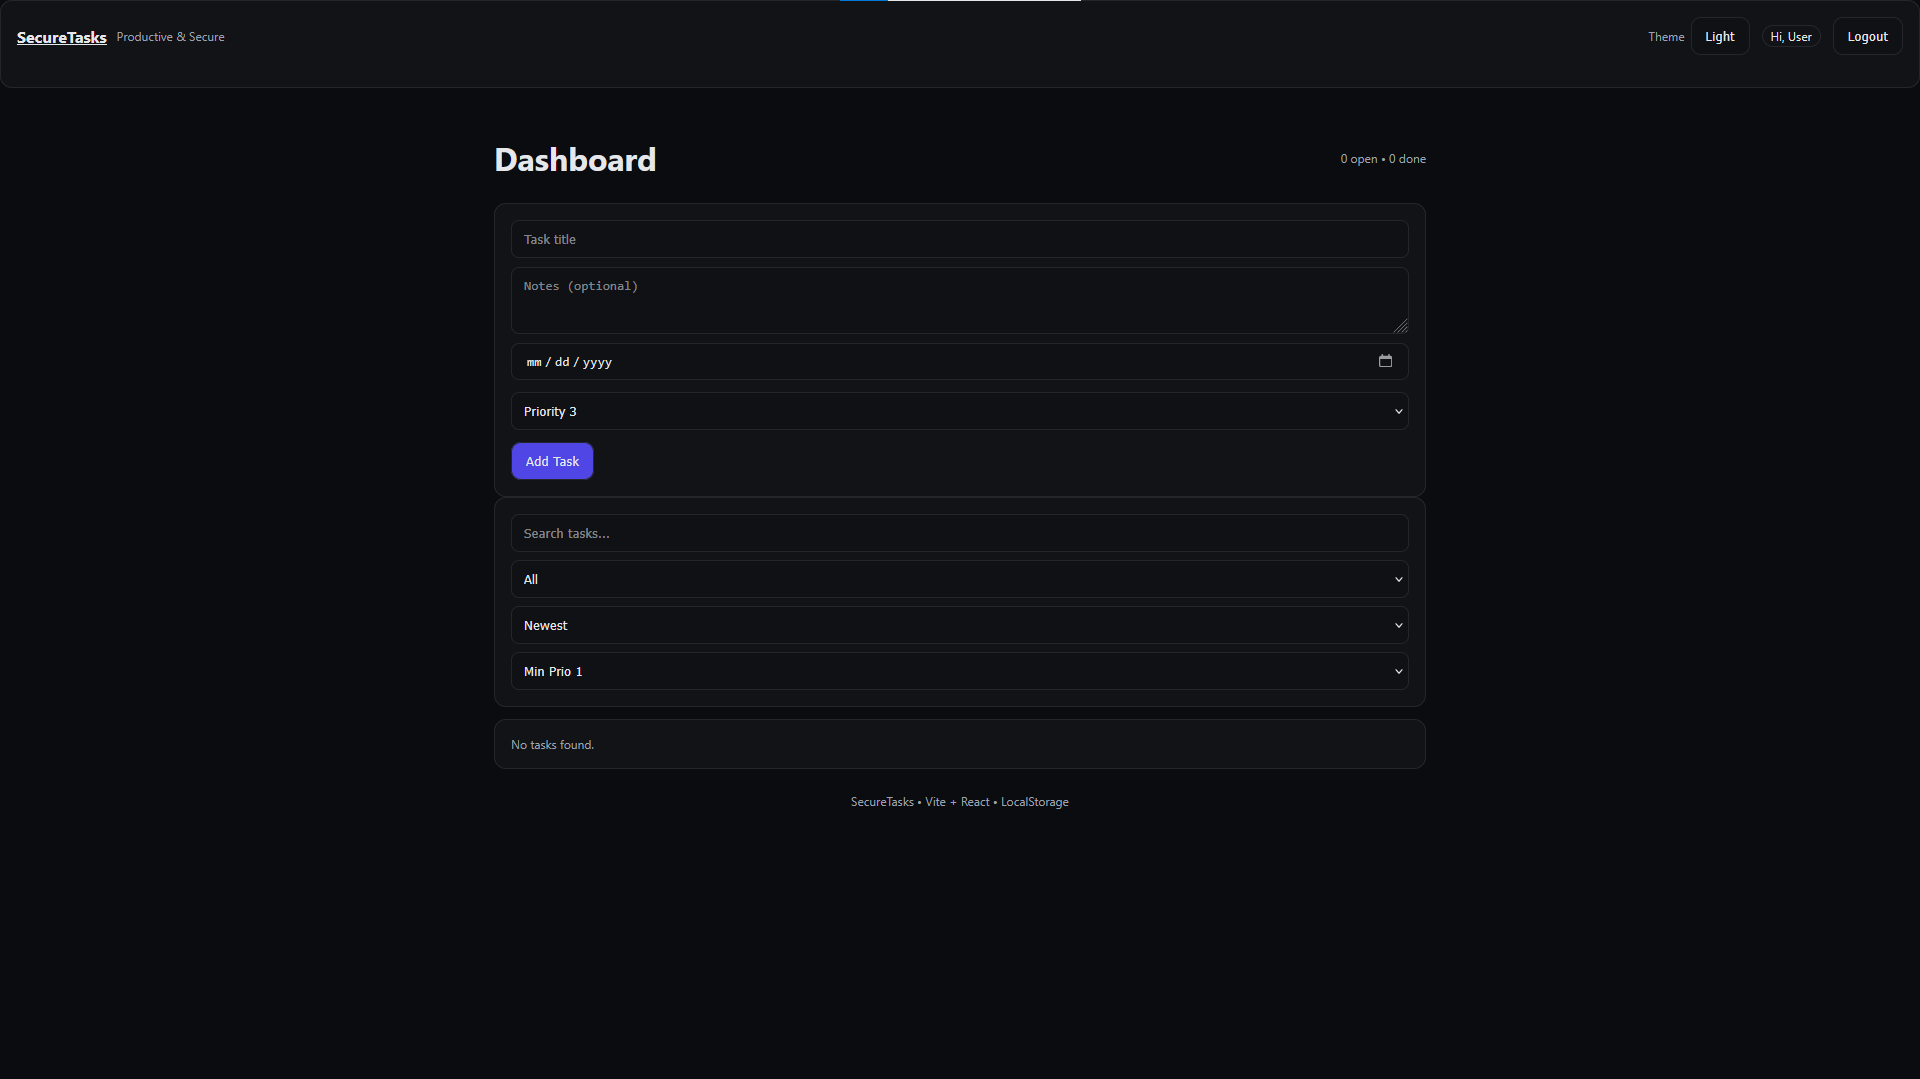 SecureTasks Productive & Secure Theme Light Hi, User Logout
Dashboard 0 open • 0 done
Task title
Notes (optional)
mm / dd / yyyy
Priority 3
Add Task
Search tasks...
All
Newest
Min Prio 1
No tasks found.
SecureTasks • Vite + React • LocalStorage